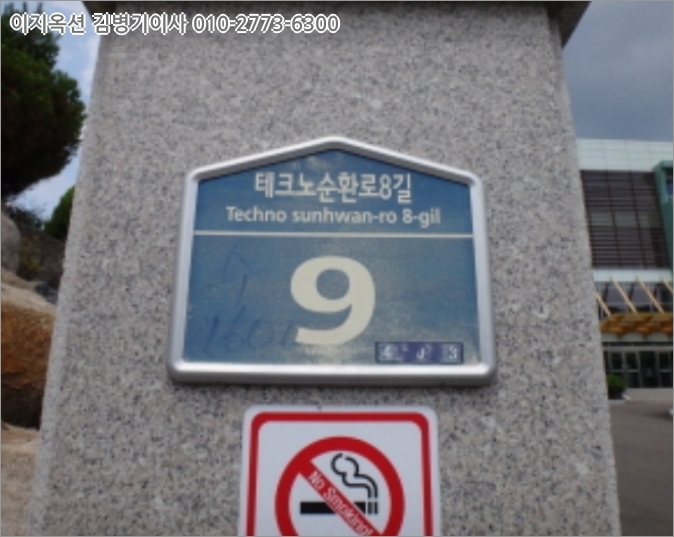 이지옥션 김병기이사 010-2773-6300
테크노순환로8길
Techno sunhwan-ro 8-gil
9
No Smoking!